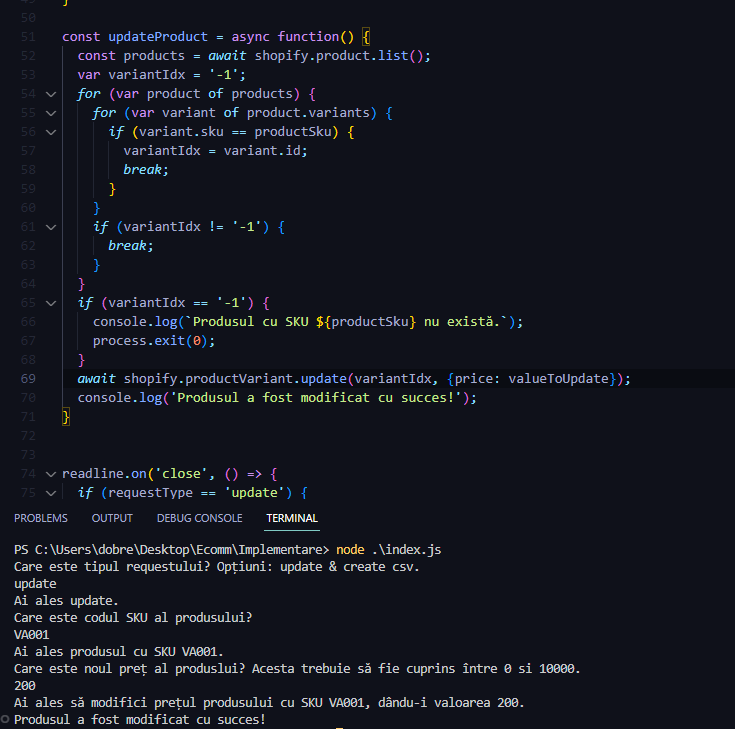 50
51 const updateProduct = async function() {
52 const products = await shopify.product.list();
53 var variantIdx = '-1';
54 for (var product of products) {
55 for (var variant of product.variants) {
56 if (variant.sku == productSku) {
57 variantIdx = variant.id;
58 break;
59 }
60 }
61 if (variantIdx != '-1') {
62 break;
63 }
64 }
65 if (variantIdx == '-1') {
66 console.log(`Produsul cu SKU ${productSku} nu există.`);
67 process.exit(0);
68 }
69 await shopify.productVariant.update(variantIdx, {price: valueToUpdate});
70 console.log('Produsul a fost modificat cu succes!');
71 }
72
73
74 readline.on('close', () => {
75 if (requestType == 'update') {
PROBLEMS OUTPUT DEBUG CONSOLE TERMINAL
PS C:\Users\dobre\Desktop\Ecomm\Implementare> node .\index.js
Care este tipul requestului? Opțiuni: update & create csv.
update
Ai ales update.
Care este codul SKU al produsului?
VA001
Ai ales produsul cu SKU VA001.
Care este noul preț al produslui? Acesta trebuie să fie cuprins între 0 si 10000.
200
Ai ales să modifici prețul produsului cu SKU VA001, dându-i valoarea 200.
Produsul a fost modificat cu succes!